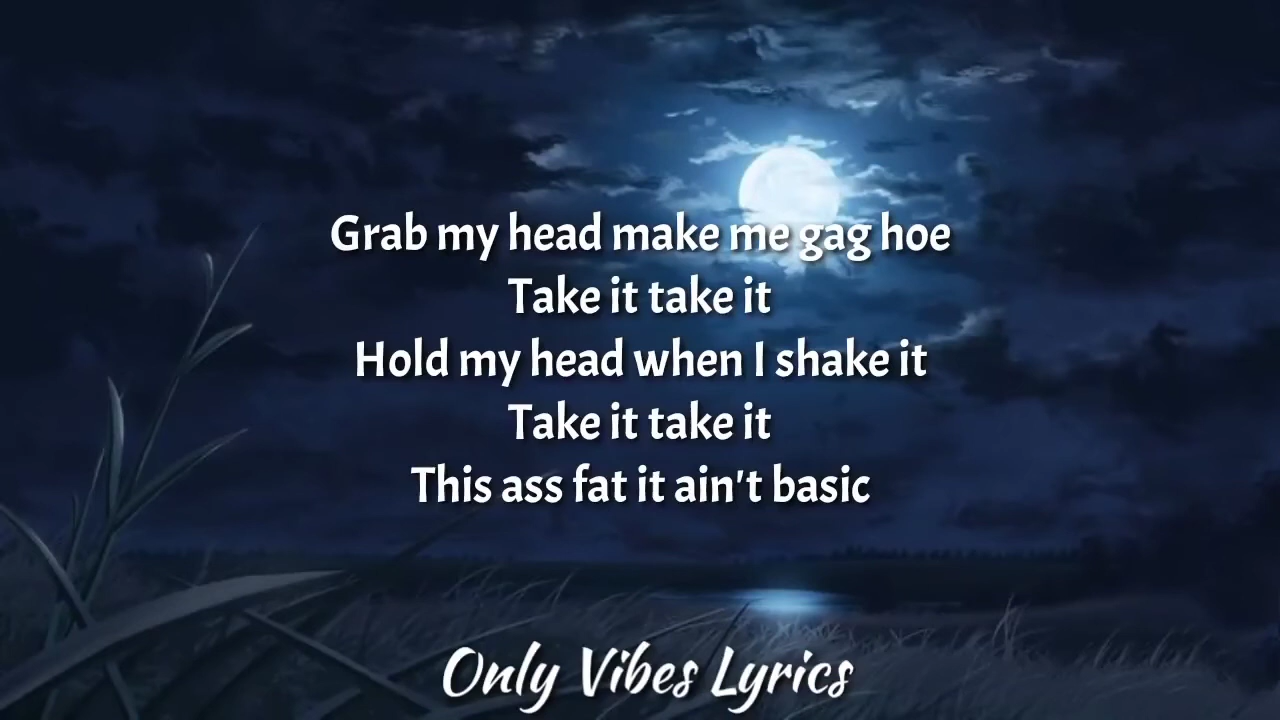 Grab my head make me gag hoe
Take it take it
Hold my head when I shake it
Take it take it
This ass fat it ain't basic
Only Vibes Lyrics